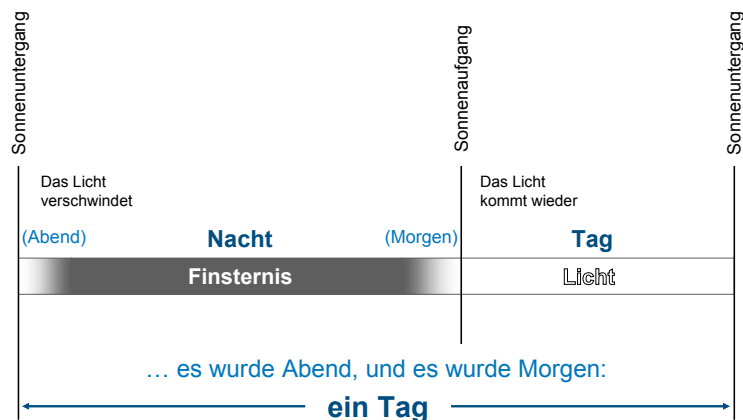 Sonnenuntergang
Sonnenaufgang
Sonnenuntergang
Das Licht
verschwindet
Das Licht
kommt wieder
(Abend)
Nacht
(Morgen)
Tag
Finsternis
Licht
… es wurde Abend, und es wurde Morgen:
ein Tag